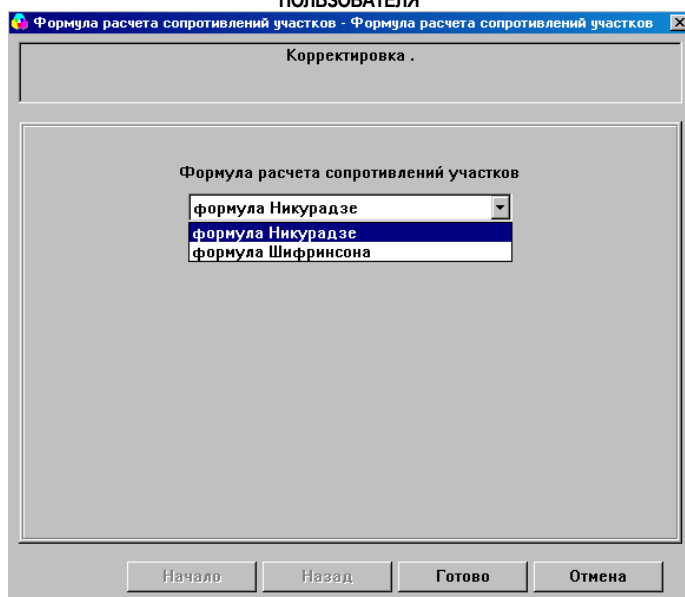 ПОЛЬЗОВАТЕЛЯ
Формула расчета сопротивлений участков - Формула расчета сопротивлений участков
Корректировка .
Формула расчета сопротивлений участков
формула Никурадзе
формула Никурадзе
формула Шифринсона
Начало Назад Готово Отмена